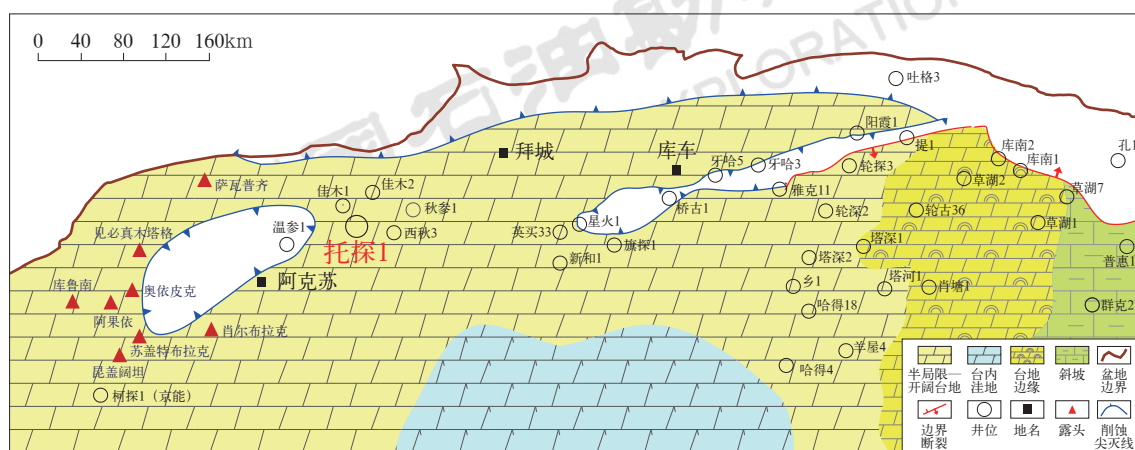 0 40 80 120 160km
石油勘
EXPLORATION
吐格3
阳霞1
提1
库南2
库南1
孔1
拜城
库车
牙哈5
牙哈3
轮探3
草湖2
草湖7
萨瓦普齐
佳木1
佳木2
秋参1
雅克11
桥古1
轮深2
轮古36
草湖1
见必真木塔格
温参1
托探1
西秋3
英买33
星火1
旗探1
塔深1
普惠1
新和1
塔深2
阿克苏
库鲁南
奥依皮克
乡1
塔河1
肖塘1
群克2
阿果依
肖尔布拉克
哈得18
苏盖特布拉克
昆盖阔坦
羊屋4
哈得4
柯探1（京能）
半局限—
开阔台地
台内
洼地
台地
边缘
斜坡
盆地
边界
边界
断裂
井位
地名
露头
削蚀
尖灭线